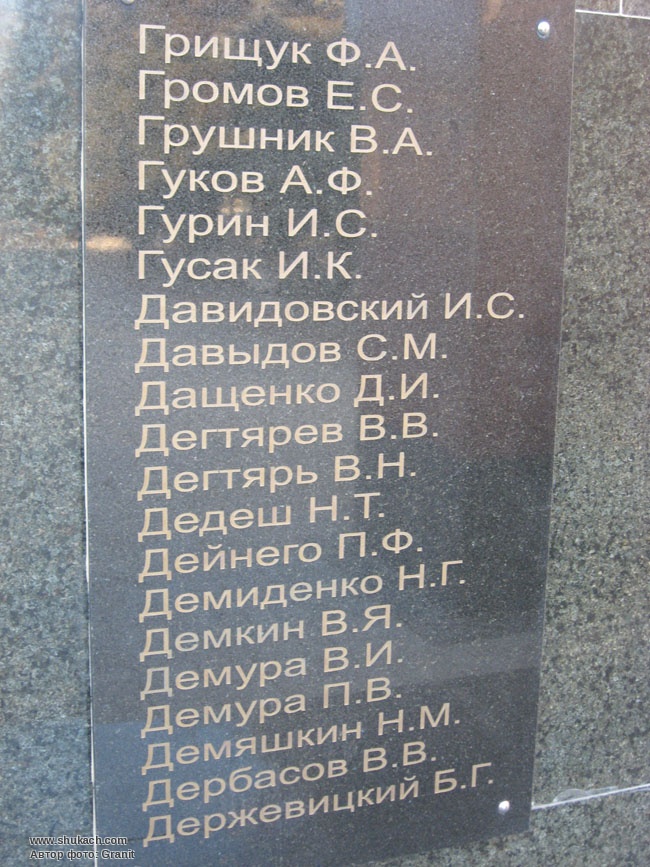 Грищук Ф.А.
Громов Е.С.
Грушник В.А.
Гуков А.Ф.
Гурин И.С.
Гусак И.К.
Давидовский И.С.
Давыдов С.М.
Дащенко Д.И.
Дегтярев В.В.
Дегтярь В.Н.
Дедеш Н.Т.
Дейнего П.Ф.
Демиденко Н.Г.
Демкин В.Я.
Демура В.И.
Демура П.В.
Демяшкин Н.М.
Дербасов В.В.
Держевицкий Б.Г.
www.shukach.com
Автор фото: Granit